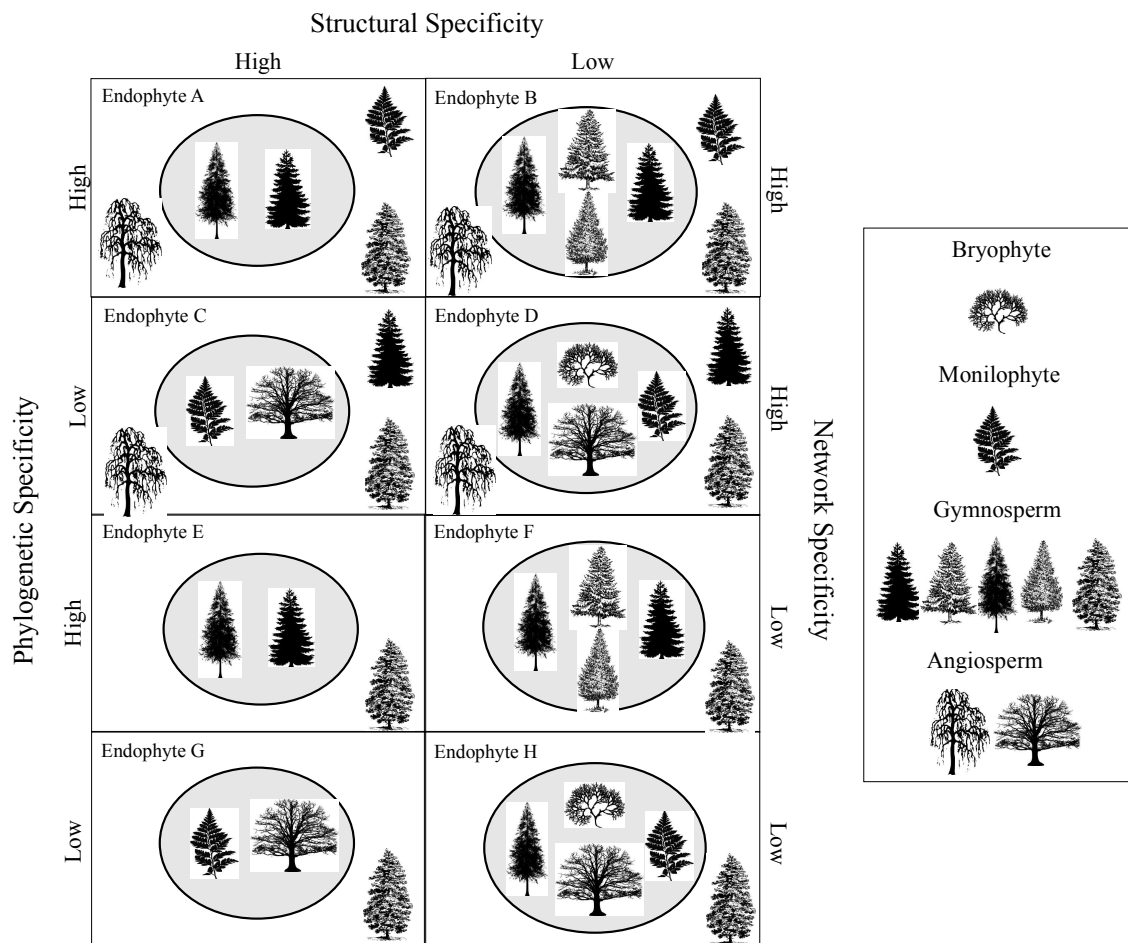 Structural Specificity
High
Low
Endophyte A
Endophyte B
High
High
Endophyte C
Endophyte D
Low
High
Endophyte E
Endophyte F
High
Low
Endophyte G
Endophyte H
Low
Low
Phylogenetic Specificity
Network Specificity
Bryophyte
Monilophyte
Gymnosperm
Angiosperm